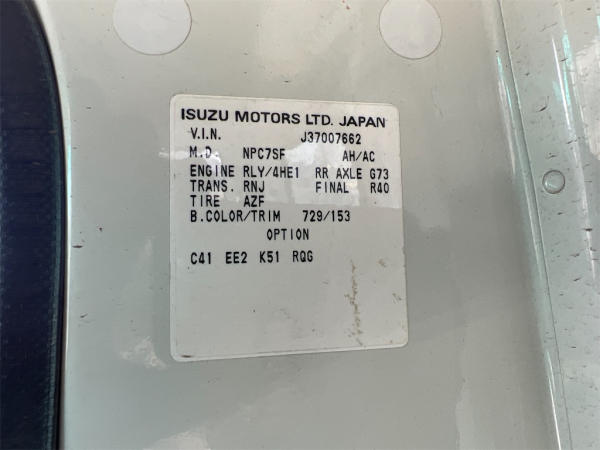 ISUZU MOTORS LTD. JAPAN
V.I.N. J37007662
M.D. NPC7SF AH/AC
ENGINE RLY/4HE1 RR AXLE G73
TRANS. RNJ FINAL R40
TIRE AZF
B.COLOR/TRIM 729/153
OPTION
C41 EE2 K51 RQG